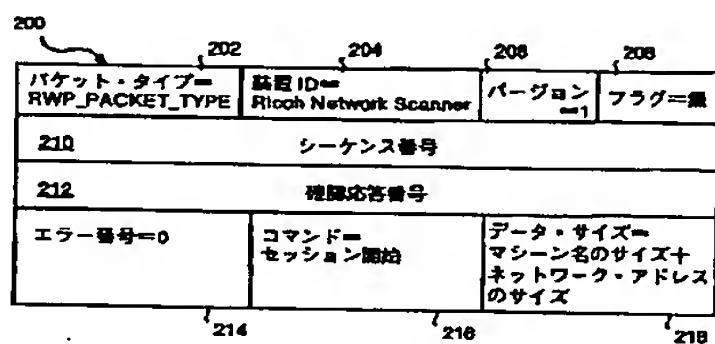 200
202
204
206
208
パケット・タイプ=
RWP_PACKET_TYPE
装置ID=
Ricoh Network Scanner
バージョン
=1
フラグ=無
210
シーケンス番号
212
確認応答番号
エラー番号=0
コマンド=
セッション開始
データ・サイズ=
マシーン名のサイズ+
ネットワーク・アドレス
のサイズ
214
216
218